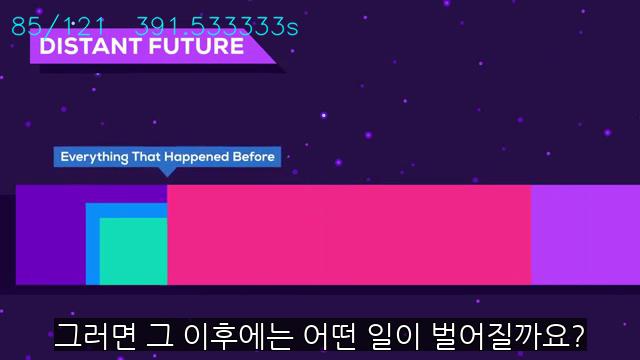 85/121 391.533333s
DISTANT FUTURE
Everything That Happened Before
그러면 그 이후에는 어떤 일이 벌어질까요?